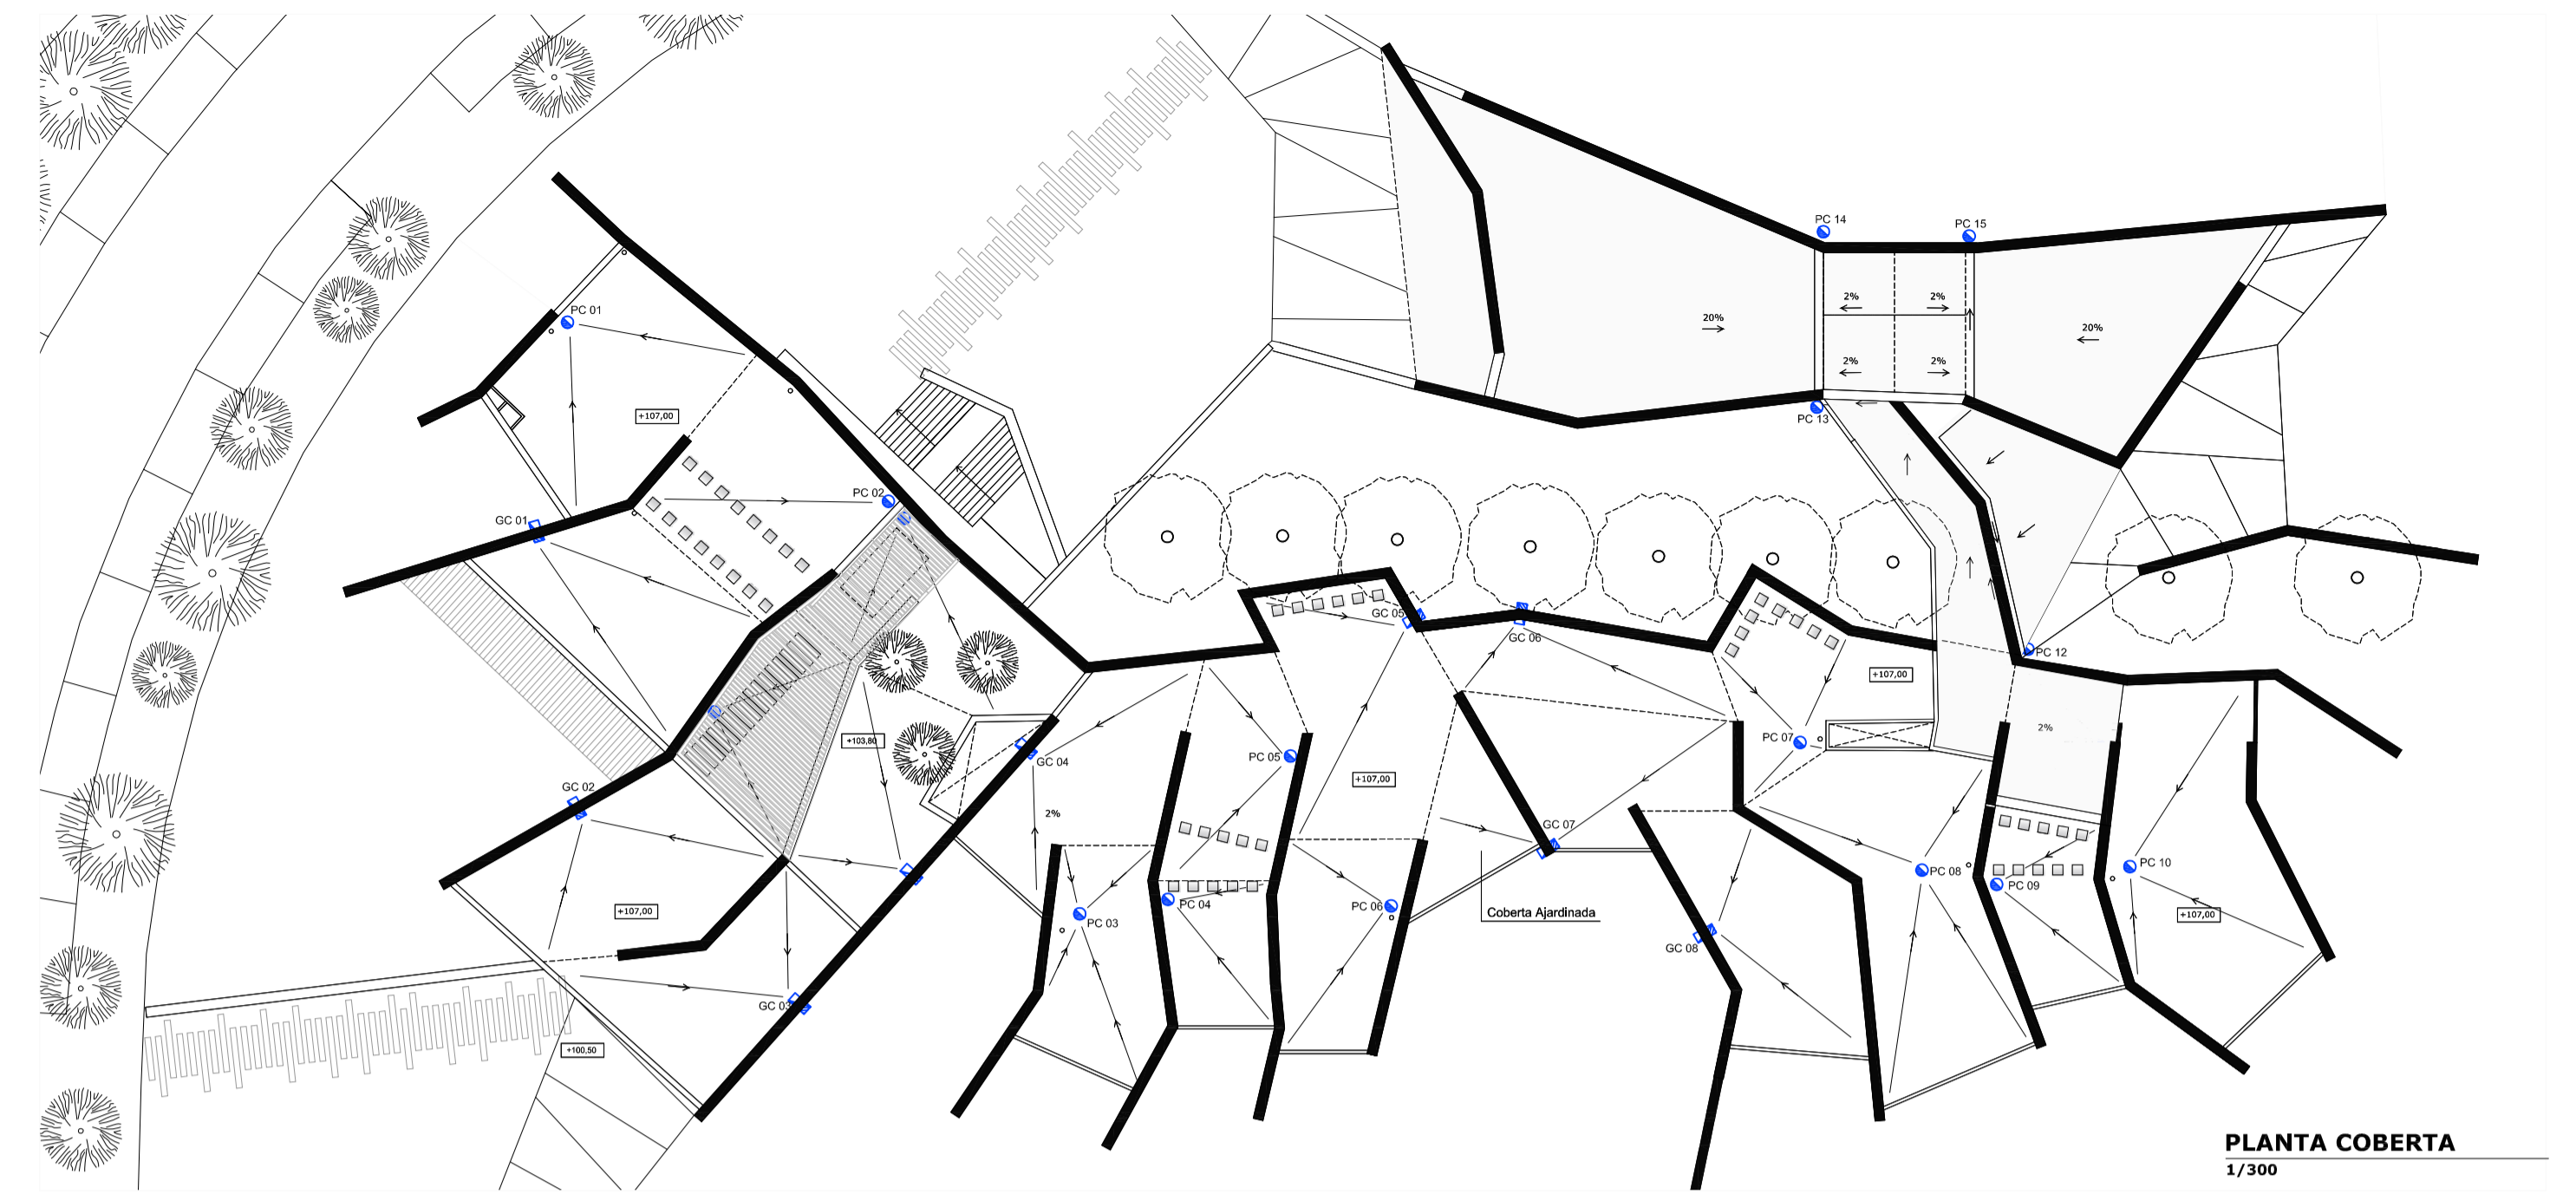 PC 14
PC 15
PC 01
2%
2%
20%
20%
2%
2%
+107,00
PC 13
PC 02
GC 01
GC 05
GC 06
PC 12
+107,00
2%
PC 07
+103,80
PC 05
GC 04
+107,00
GC 02
2%
GC 07
PC 10
PC 08
PC 09
PC 04
PC 06
Coberta Ajardinada
+107,00
+107,00
PC 03
GC 08
GC 03
+100,50
PLANTA COBERTA
1/300